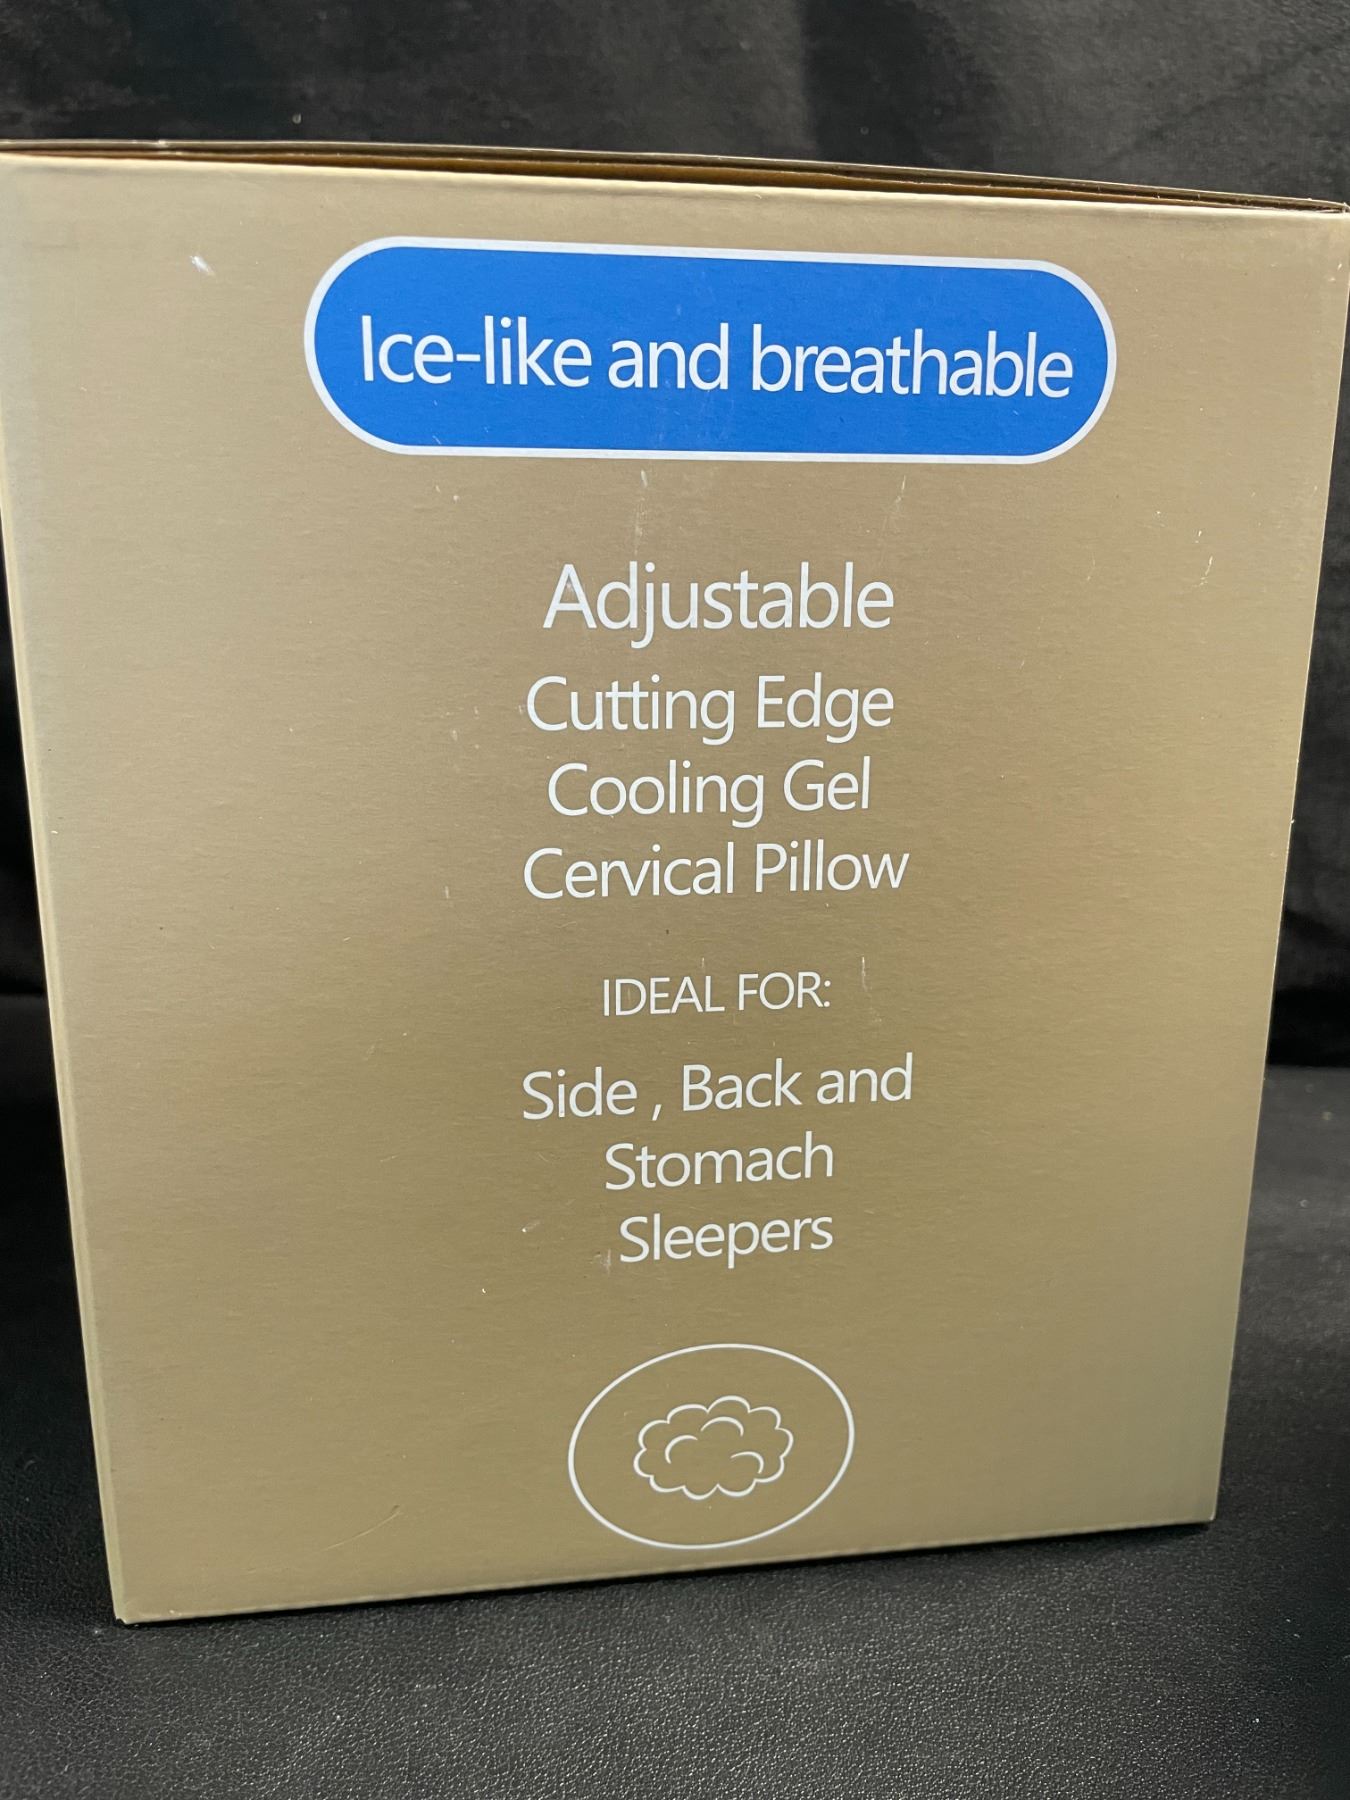 Ice-like and breathable
Adjustable
Cutting Edge
Cooling Gel
Cervical Pillow
IDEAL FOR:
Side , Back and
Stomach
Sleepers